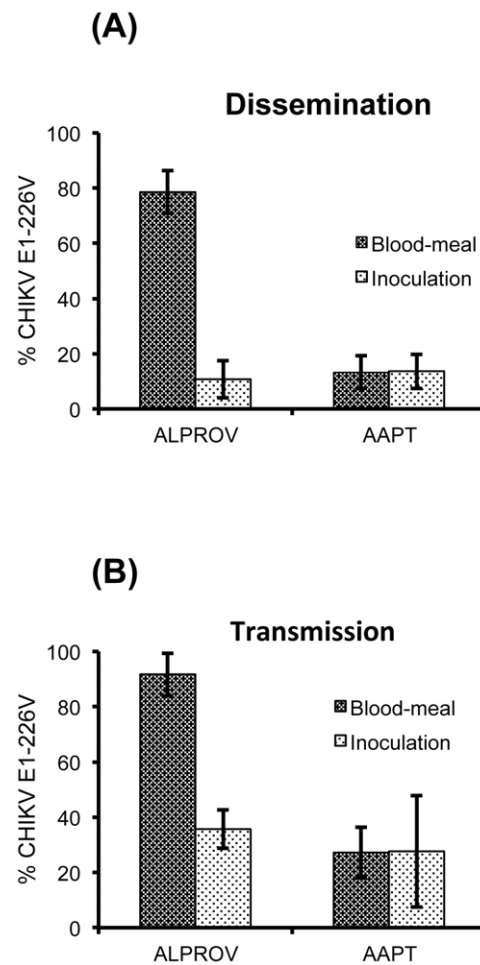 (A)
Dissemination
% CHIKV E1-226V
100
80
60
40
20
0
Blood-meal
Inoculation
ALPROV
AAPT
(B)
Transmission
% CHIKV E1-226V
100
80
60
40
20
0
Blood-meal
Inoculation
ALPROV
AAPT